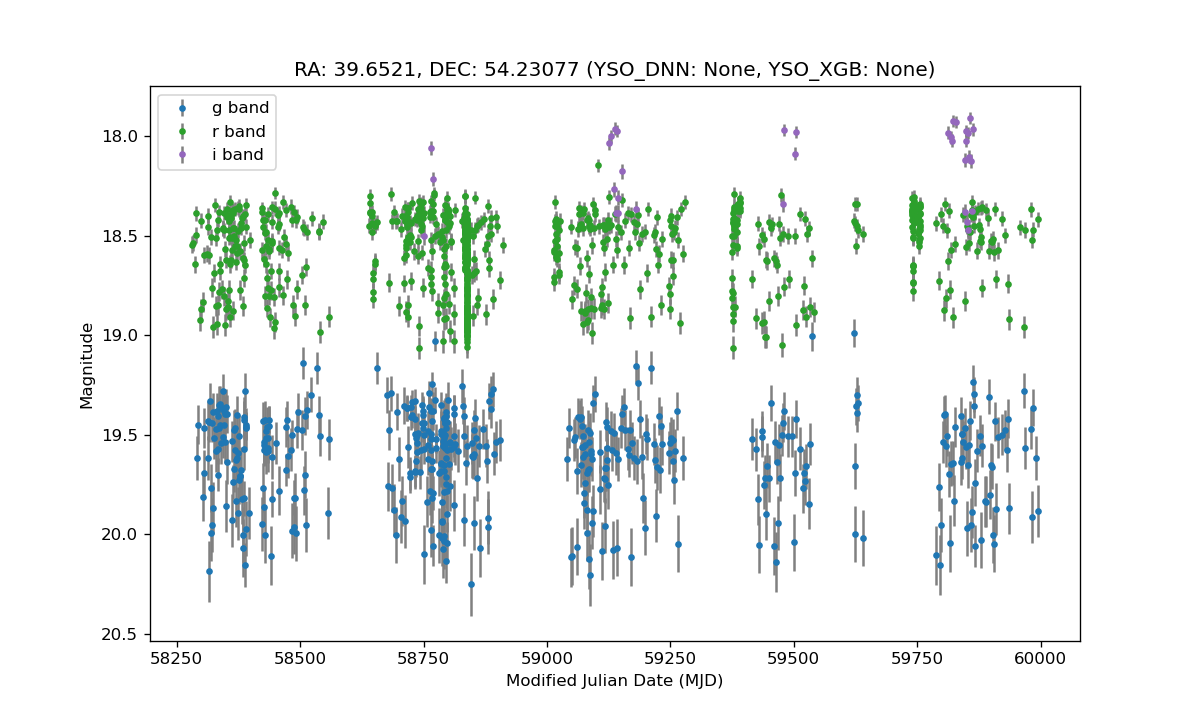 RA: 39.6521, DEC: 54.23077 (YSO_DNN: None, YSO_XGB: None)
g band
r band
i band
18.0
18.5
19.0
19.5
20.0
20.5
Magnitude
58250 58500 58750 59000 59250 59500 59750 60000
Modified Julian Date (MJD)